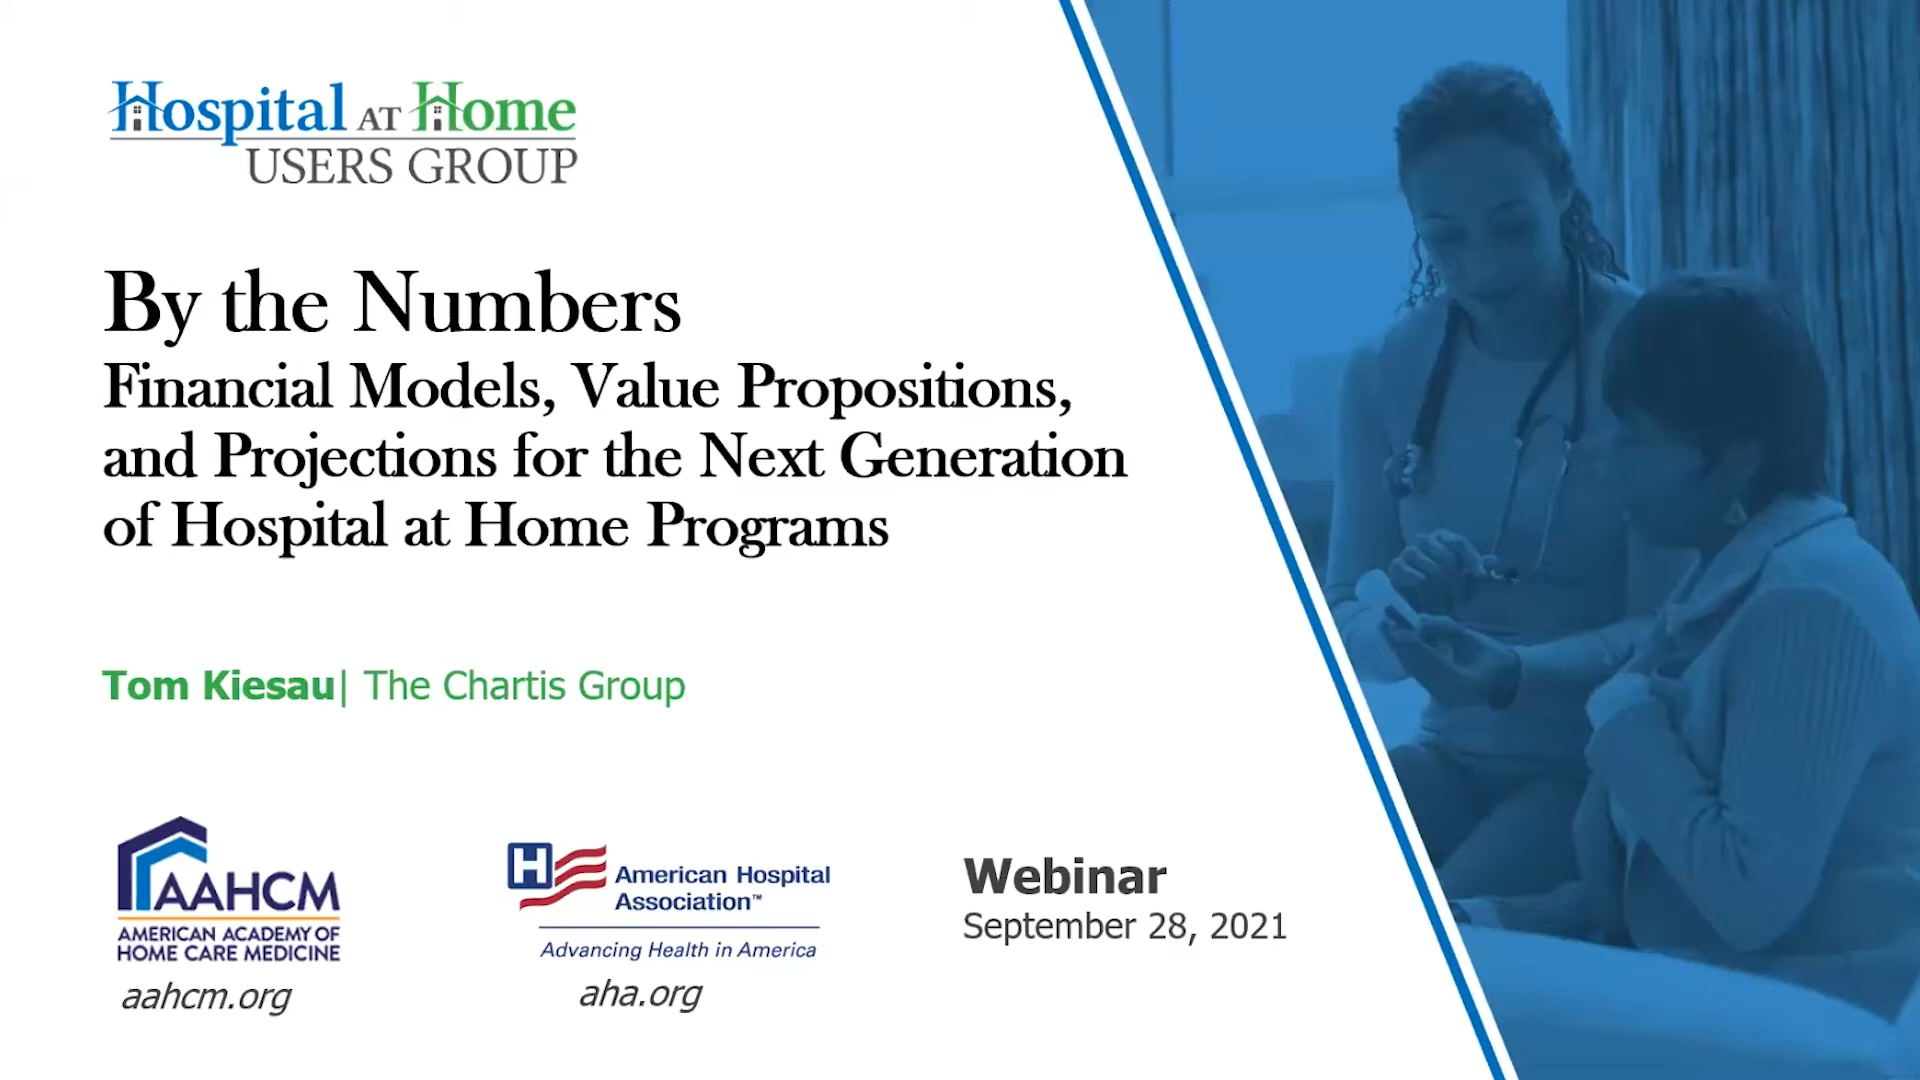 Hospital AT Home
USERS GROUP
By the Numbers
Financial Models, Value Propositions,
and Projections for the Next Generation
of Hospital at Home Programs
Tom Kiesau| The Chartis Group
AAHCM
AMERICAN ACADEMY OF
HOME CARE MEDICINE
aahcm.org
H
American Hospital
Association™
Advancing Health in America
aha.org
Webinar
September 28, 2021